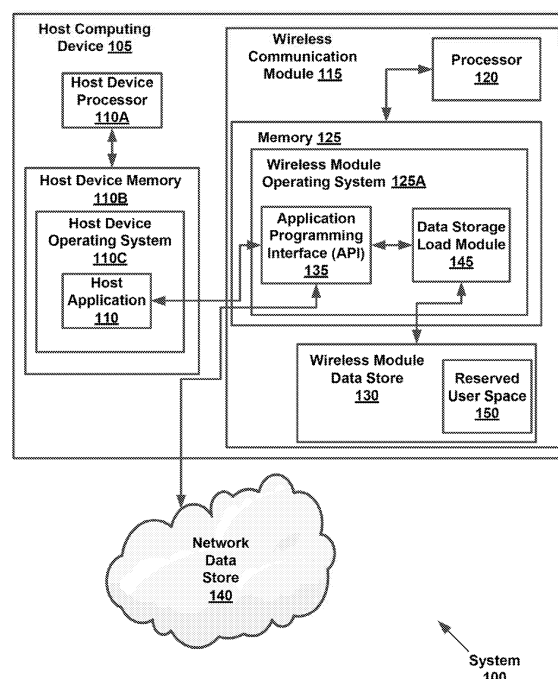 Host Computing
Device 105
Host Device
Processor
110A
Host Device Memory
110B
Host Device
Operating System
110C
Host
Application
110
Wireless
Communication
Module 115
Processor
120
Memory 125
Wireless Module
Operating System 125A
Application
Programming
Interface (API)
135
Data Storage
Load Module
145
Wireless Module
Data Store
130
Reserved
User Space
150
Network
Data
Store
140
System
100